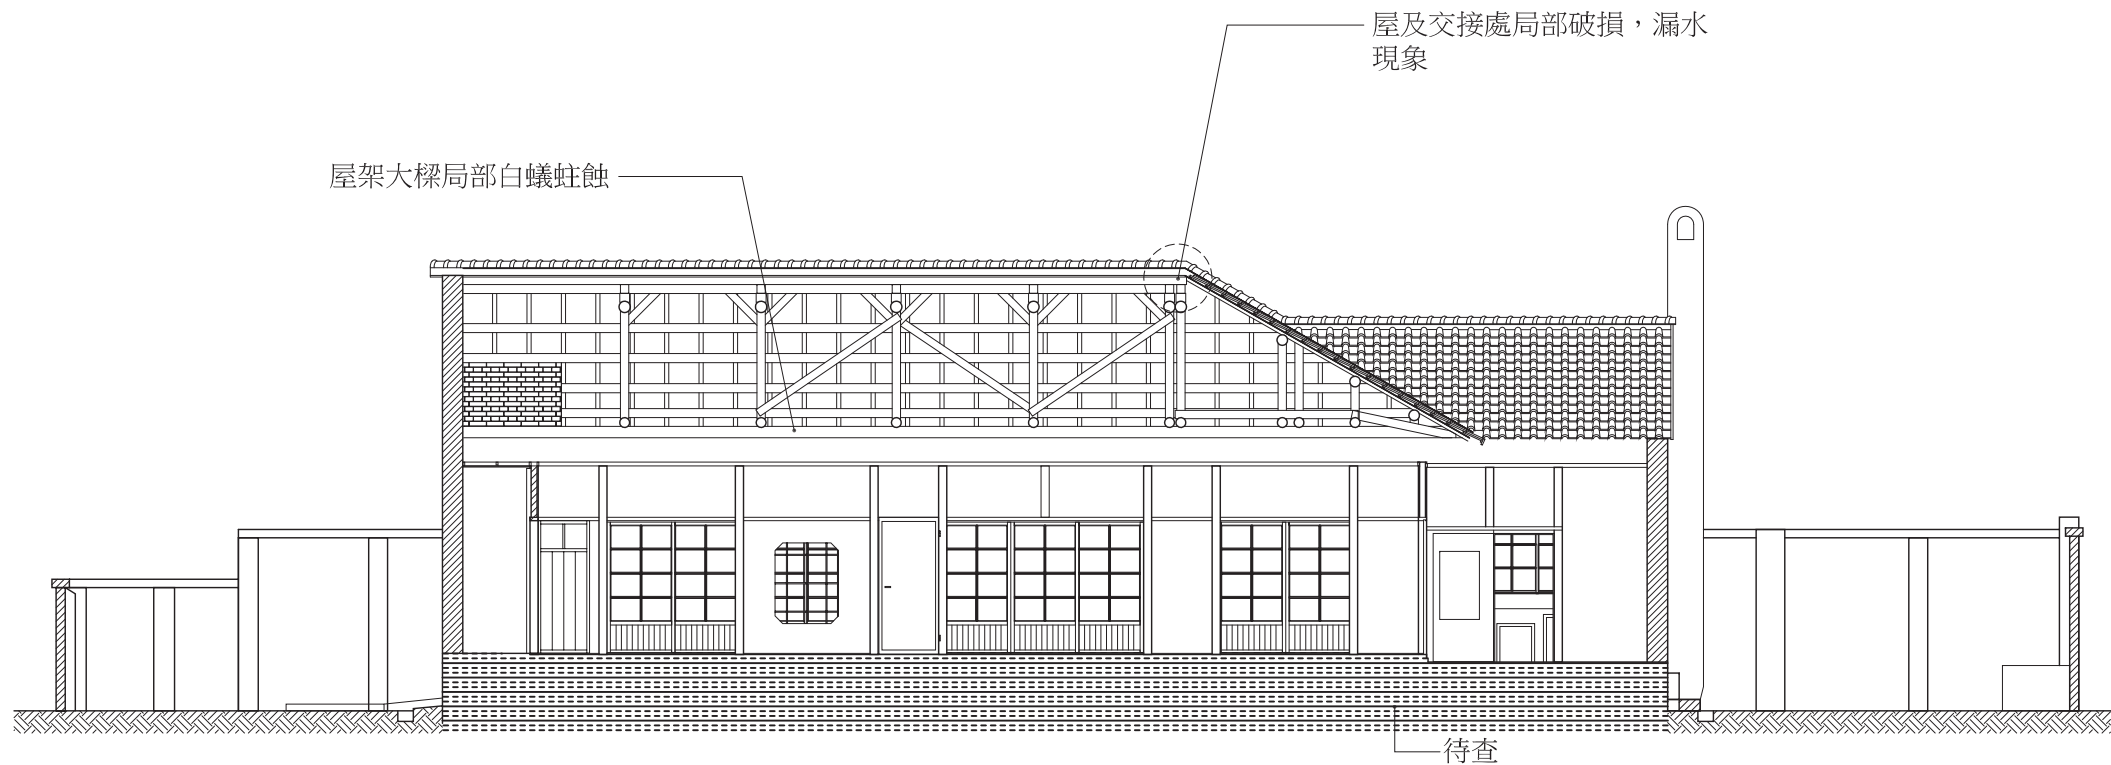 屋及交接處局部破損，漏水
現象
屋架大樑局部白蟻蛀蝕
待查